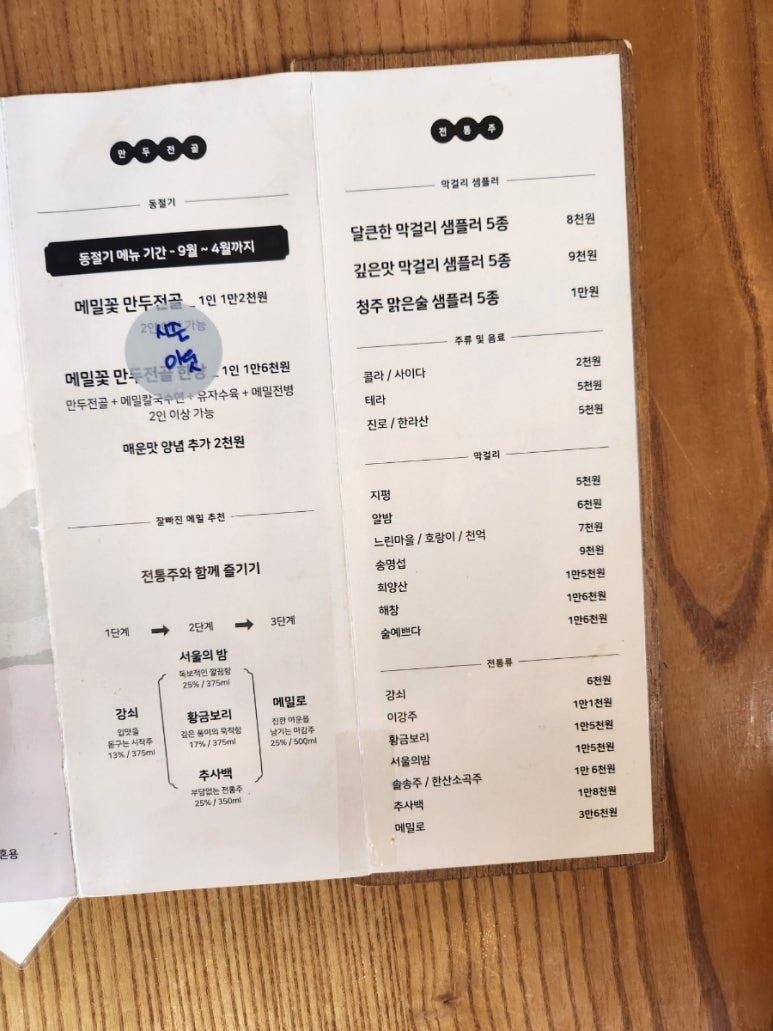 만두전골
동절기
동절기 메뉴 기간 - 9월 ~ 4월까지
메밀꽃 만두전골 _ 1인 1만2천원
2인 가능
시즌
아웃
메밀꽃 만두전골 한상 _ 1인 1만6천원
만두전골 + 메밀칼국수면 + 유자수육 + 메밀전병
2인 이상 가능
매운맛 양념 추가 2천원
잘빠진 메밀 추천
전통주와 함께 즐기기
1단계 → 2단계 → 3단계
서울의 밤
독보적인 깔끔함
25% / 375ml
강쇠
입맛을
돋구는 시작주
13% / 375ml
황금보리
깊은 풍미의 묵직함
17% / 375ml
메밀로
진한 여운을
남기는 마감주
25% / 500ml
추사백
부담없는 전통주
25% / 350ml
혼용
전통주
막걸리 샘플러
달큰한 막걸리 샘플러 5종 8천원
깊은맛 막걸리 샘플러 5종 9천원
청주 맑은술 샘플러 5종 1만원
주류 및 음료
콜라 / 사이다 2천원
테라 5천원
진로 / 한라산 5천원
막걸리
지평 5천원
알밤 6천원
느린마을 / 호랑이 / 천억 7천원
송명섭 9천원
희양산 1만5천원
해창 1만6천원
술예쁘다 1만6천원
전통류
강쇠 6천원
이강주 1만1천원
황금보리 1만5천원
서울의밤 1만5천원
솔송주 / 한산소곡주 1만 6천원
추사백 1만8천원
메밀로 3만6천원